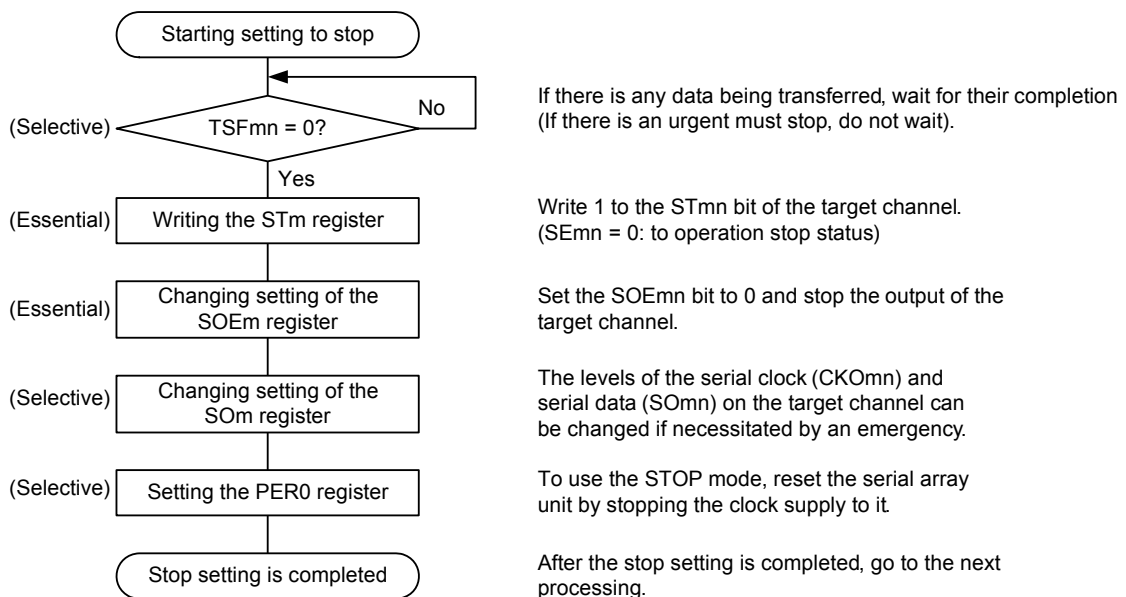 Starting setting to stop
No
(Selective)
TSFmn = 0?
If there is any data being transferred, wait for their completion
(If there is an urgent must stop, do not wait).
Yes
(Essential)
Writing the STm register
Write 1 to the STmn bit of the target channel.
(SEmn = 0: to operation stop status)
(Essential)
Changing setting of the
SOEm register
Set the SOEmn bit to 0 and stop the output of the
target channel.
(Selective)
Changing setting of the
SOm register
The levels of the serial clock (CKOmn) and
serial data (SOmn) on the target channel can
be changed if necessitated by an emergency.
(Selective)
Setting the PER0 register
To use the STOP mode, reset the serial array
unit by stopping the clock supply to it.
Stop setting is completed
After the stop setting is completed, go to the next
processing.